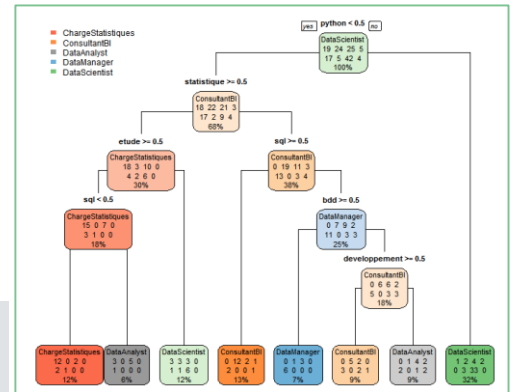 ChargeStatistiques
ConsultantBI
DataAnalyst
DataManager
DataScientist
yes python < 0.5 no
DataScientist
19 24 25 5
17 5 42 4
100%
statistique >= 0.5
ConsultantBI
18 22 21 3
17 2 9 4
68%
etude >= 0.5
sql >= 0.5
ChargeStatistiques
18 3 10 0
4 2 6 0
30%
ConsultantBI
0 19 11 3
13 0 3 4
38%
sql < 0.5
bdd >= 0.5
ChargeStatistiques
15 0 7 0
3 1 0 0
18%
DataManager
0 7 9 2
11 0 3 3
25%
developpement >= 0.5
ConsultantBI
0 6 6 2
5 0 3 3
18%
ChargeStatistiques
12 0 2 0
2 1 0 0
12%
DataAnalyst
3 0 5 0
1 0 0 0
6%
DataScientist
3 3 3 0
1 1 6 0
12%
ConsultantBI
0 12 2 1
2 0 0 1
13%
DataManager
0 1 3 0
6 0 0 0
7%
ConsultantBI
0 5 2 0
3 0 2 1
9%
DataAnalyst
0 1 4 2
2 0 1 2
9%
DataScientist
1 2 4 2
0 3 33 0
32%